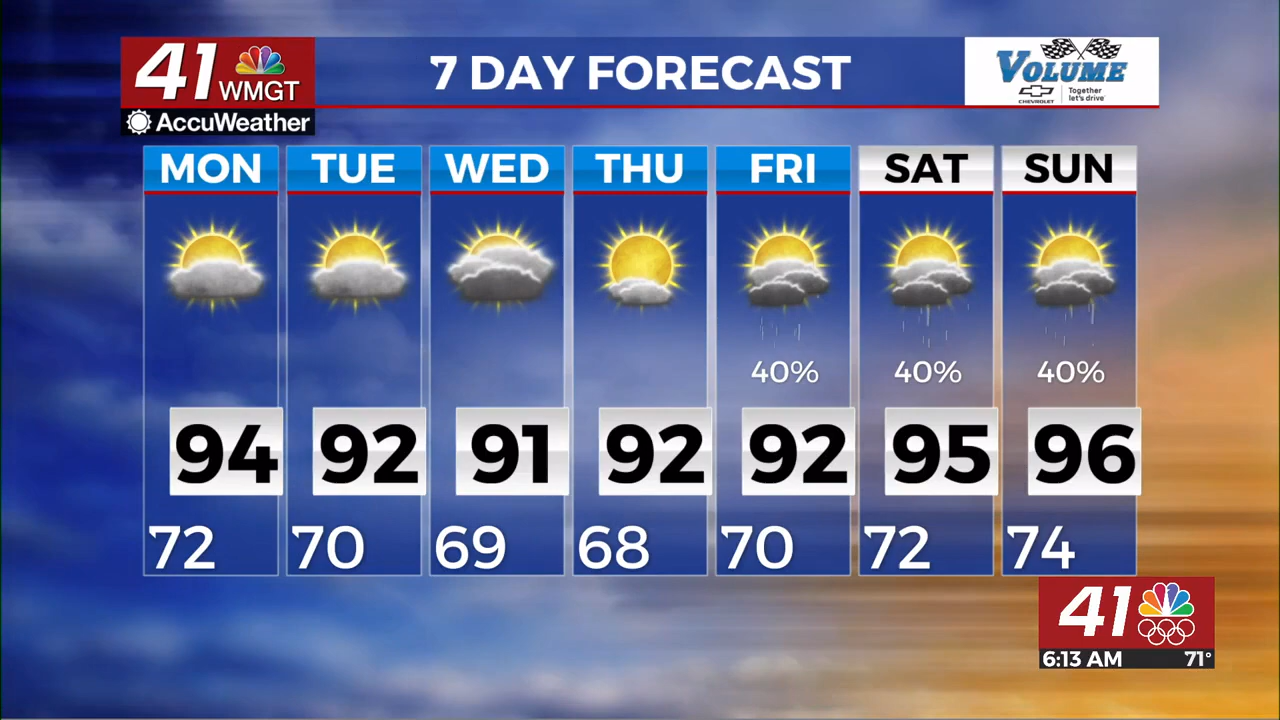 41 WMGT
AccuWeather
7 DAY FORECAST
VOLUME
CHEVROLET
Together
let's drive
MON TUE WED THU FRI SAT SUN
40% 40% 40%
94 92 91 92 92 95 96
72 70 69 68 70 72 74
41
6:13 AM 71°